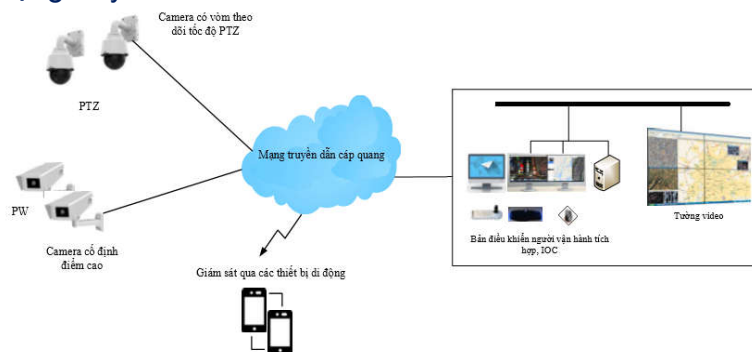 Camera có vòm theo
dõi tốc độ PTZ
PTZ
Mạng truyền dẫn cáp quang
PW
Camera cố định
điểm cao
Giám sát qua các thiết bị di động
Bản điều khiển người vận hành tích
hợp, IOC
Tường video